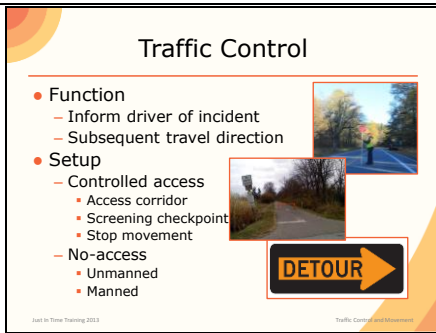 Traffic Control
● Function
– Inform driver of incident
– Subsequent travel direction
● Setup
– Controlled access
▪ Access corridor
▪ Screening checkpoint
▪ Stop movement
– No-access
▪ Unmanned
▪ Manned
DETOUR
Just In Time Training 2013
Traffic Control and Movement